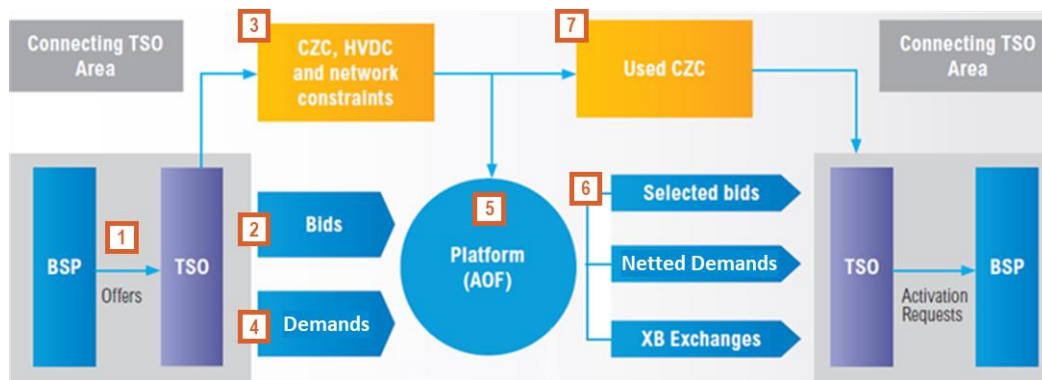 3
7
Connecting TSO
Area
CZC, HVDC
and network
constraints
Used CZC
Connecting TSO
Area
BSP
1
Offers
TSO
2
Bids
4
Demands
5
Platform
(AOF)
6
Selected bids
Netted Demands
XB Exchanges
TSO
Activation
Requests
BSP